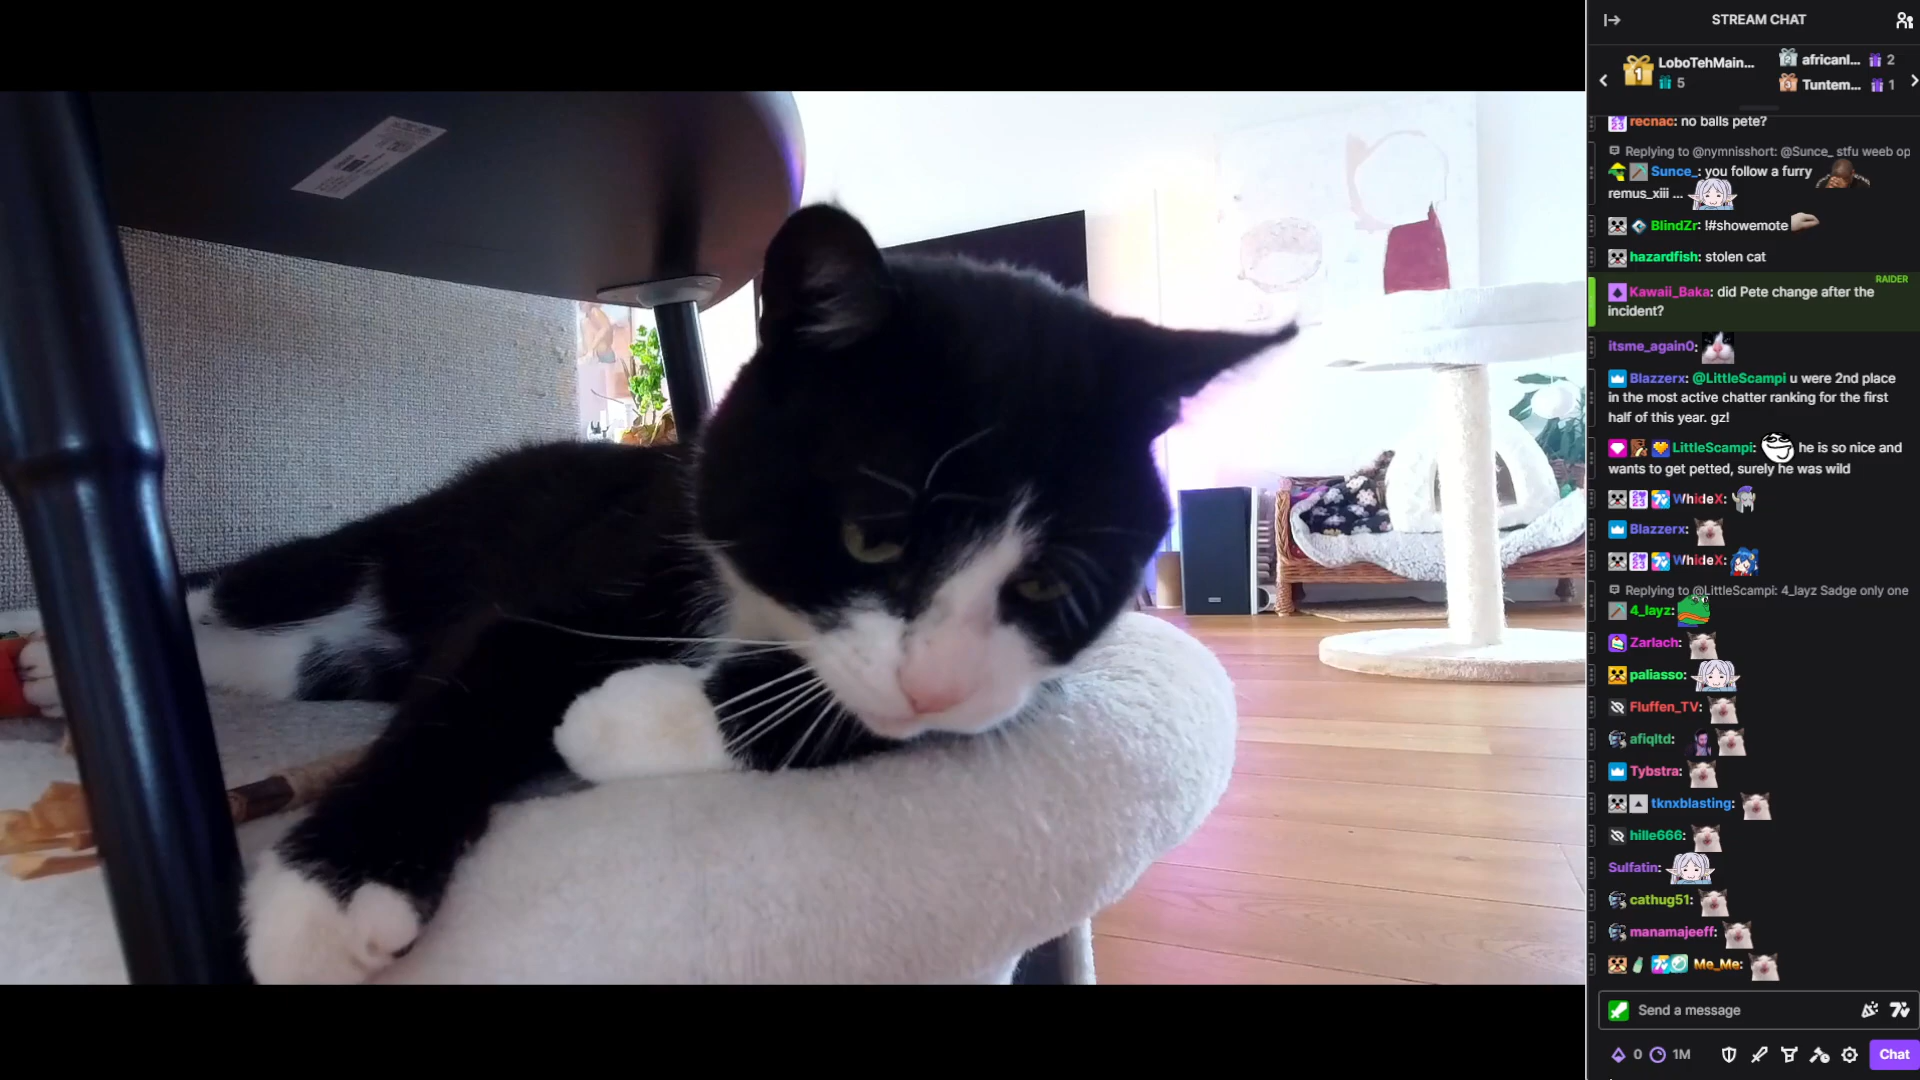 STREAM CHAT
LoboTehMain...
5
africanl... 2
Tuntem... 1
recnac: no balls pete?
Replying to @nymnisshort: @Sunce_ stfu weeb op
Sunce_: you follow a furry
remus_xiii ...
BlindZr: !#showemote
hazardfish: stolen cat
RAIDER
Kawaii_Baka: did Pete change after the
incident?
itsme_again0:
Blazzerx: @LittleScampi u were 2nd place
in the most active chatter ranking for the first
half of this year. gz!
LittleScampi: he is so nice and
wants to get petted, surely he was wild
WhideX:
Blazzerx:
WhideX:
Replying to @LittleScampi: 4_layz Sadge only one
4_layz:
Zarlach:
paliasso:
Fluffen_TV:
afiqltd:
Tybstra:
tknxblasting:
hille666:
Sulfatin:
cathug51:
manamajeeff:
Me_Me:
Send a message
0 1M
Chat